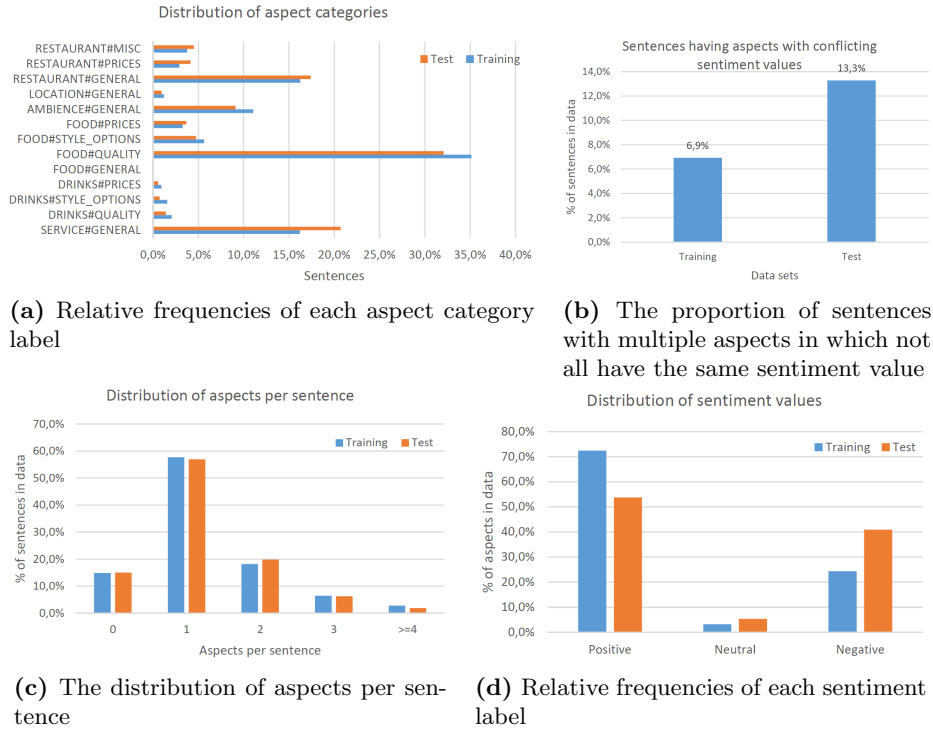 Distribution of aspect categories
RESTAURANT#MISC
RESTAURANT#PRICES
RESTAURANT#GENERAL
LOCATION#GENERAL
AMBIENCE#GENERAL
FOOD#PRICES
FOOD#STYLE_OPTIONS
FOOD#QUALITY
FOOD#GENERAL
DRINKS#PRICES
DRINKS#STYLE_OPTIONS
DRINKS#QUALITY
SERVICE#GENERAL
Test Training
0,0% 5,0% 10,0% 15,0% 20,0% 25,0% 30,0% 35,0% 40,0%
Sentences
(a) Relative frequencies of each aspect category
label
Sentences having aspects with conflicting
sentiment values
% of sentences in data
14,0%
12,0%
10,0%
8,0%
6,0%
4,0%
2,0%
0,0%
6,9%
13,3%
Training Test
Data sets
(b) The proportion of sentences
with multiple aspects in which not
all have the same sentiment value
Distribution of aspects per sentence
% of sentences in data
70,0%
60,0%
50,0%
40,0%
30,0%
20,0%
10,0%
0,0%
Training Test
0 1 2 3 >=4
Aspects per sentence
(c) The distribution of aspects per sen-
tence
Distribution of sentiment values
% of aspects in data
80,0%
70,0%
60,0%
50,0%
40,0%
30,0%
20,0%
10,0%
0,0%
Training Test
Positive Neutral Negative
(d) Relative frequencies of each sentiment
label